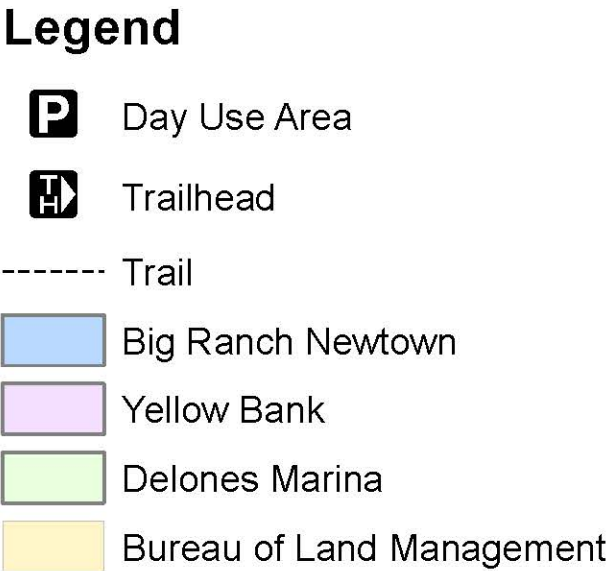 Legend
P Day Use Area
TH Trailhead
Trail
Big Ranch Newtown
Yellow Bank
Delones Marina
Bureau of Land Management